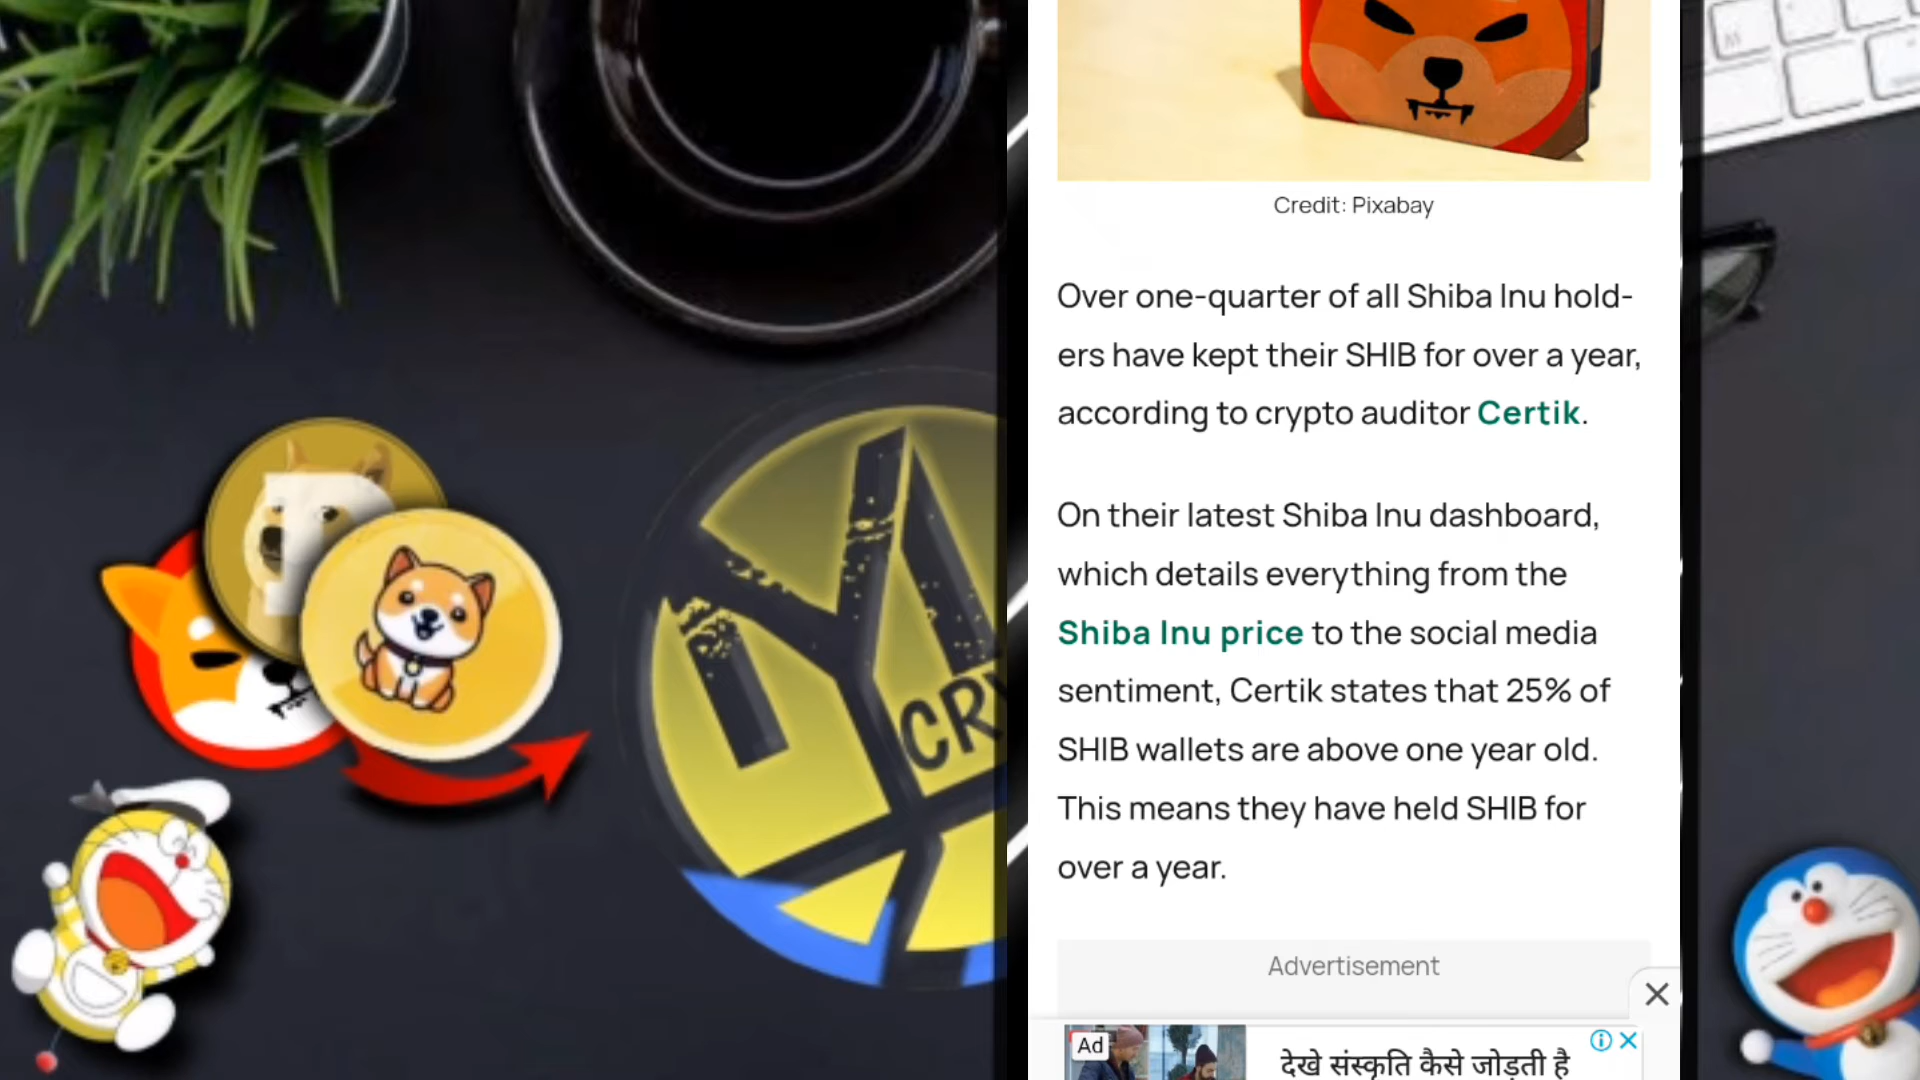 Credit: Pixabay
Over one-quarter of all Shiba Inu hold-
ers have kept their SHIB for over a year,
according to crypto auditor Certik.
On their latest Shiba Inu dashboard,
which details everything from the
Shiba Inu price to the social media
sentiment, Certik states that 25% of
SHIB wallets are above one year old.
This means they have held SHIB for
over a year.
Advertisement
Ad
देखे संस्कृति कैसे जोड़ती है